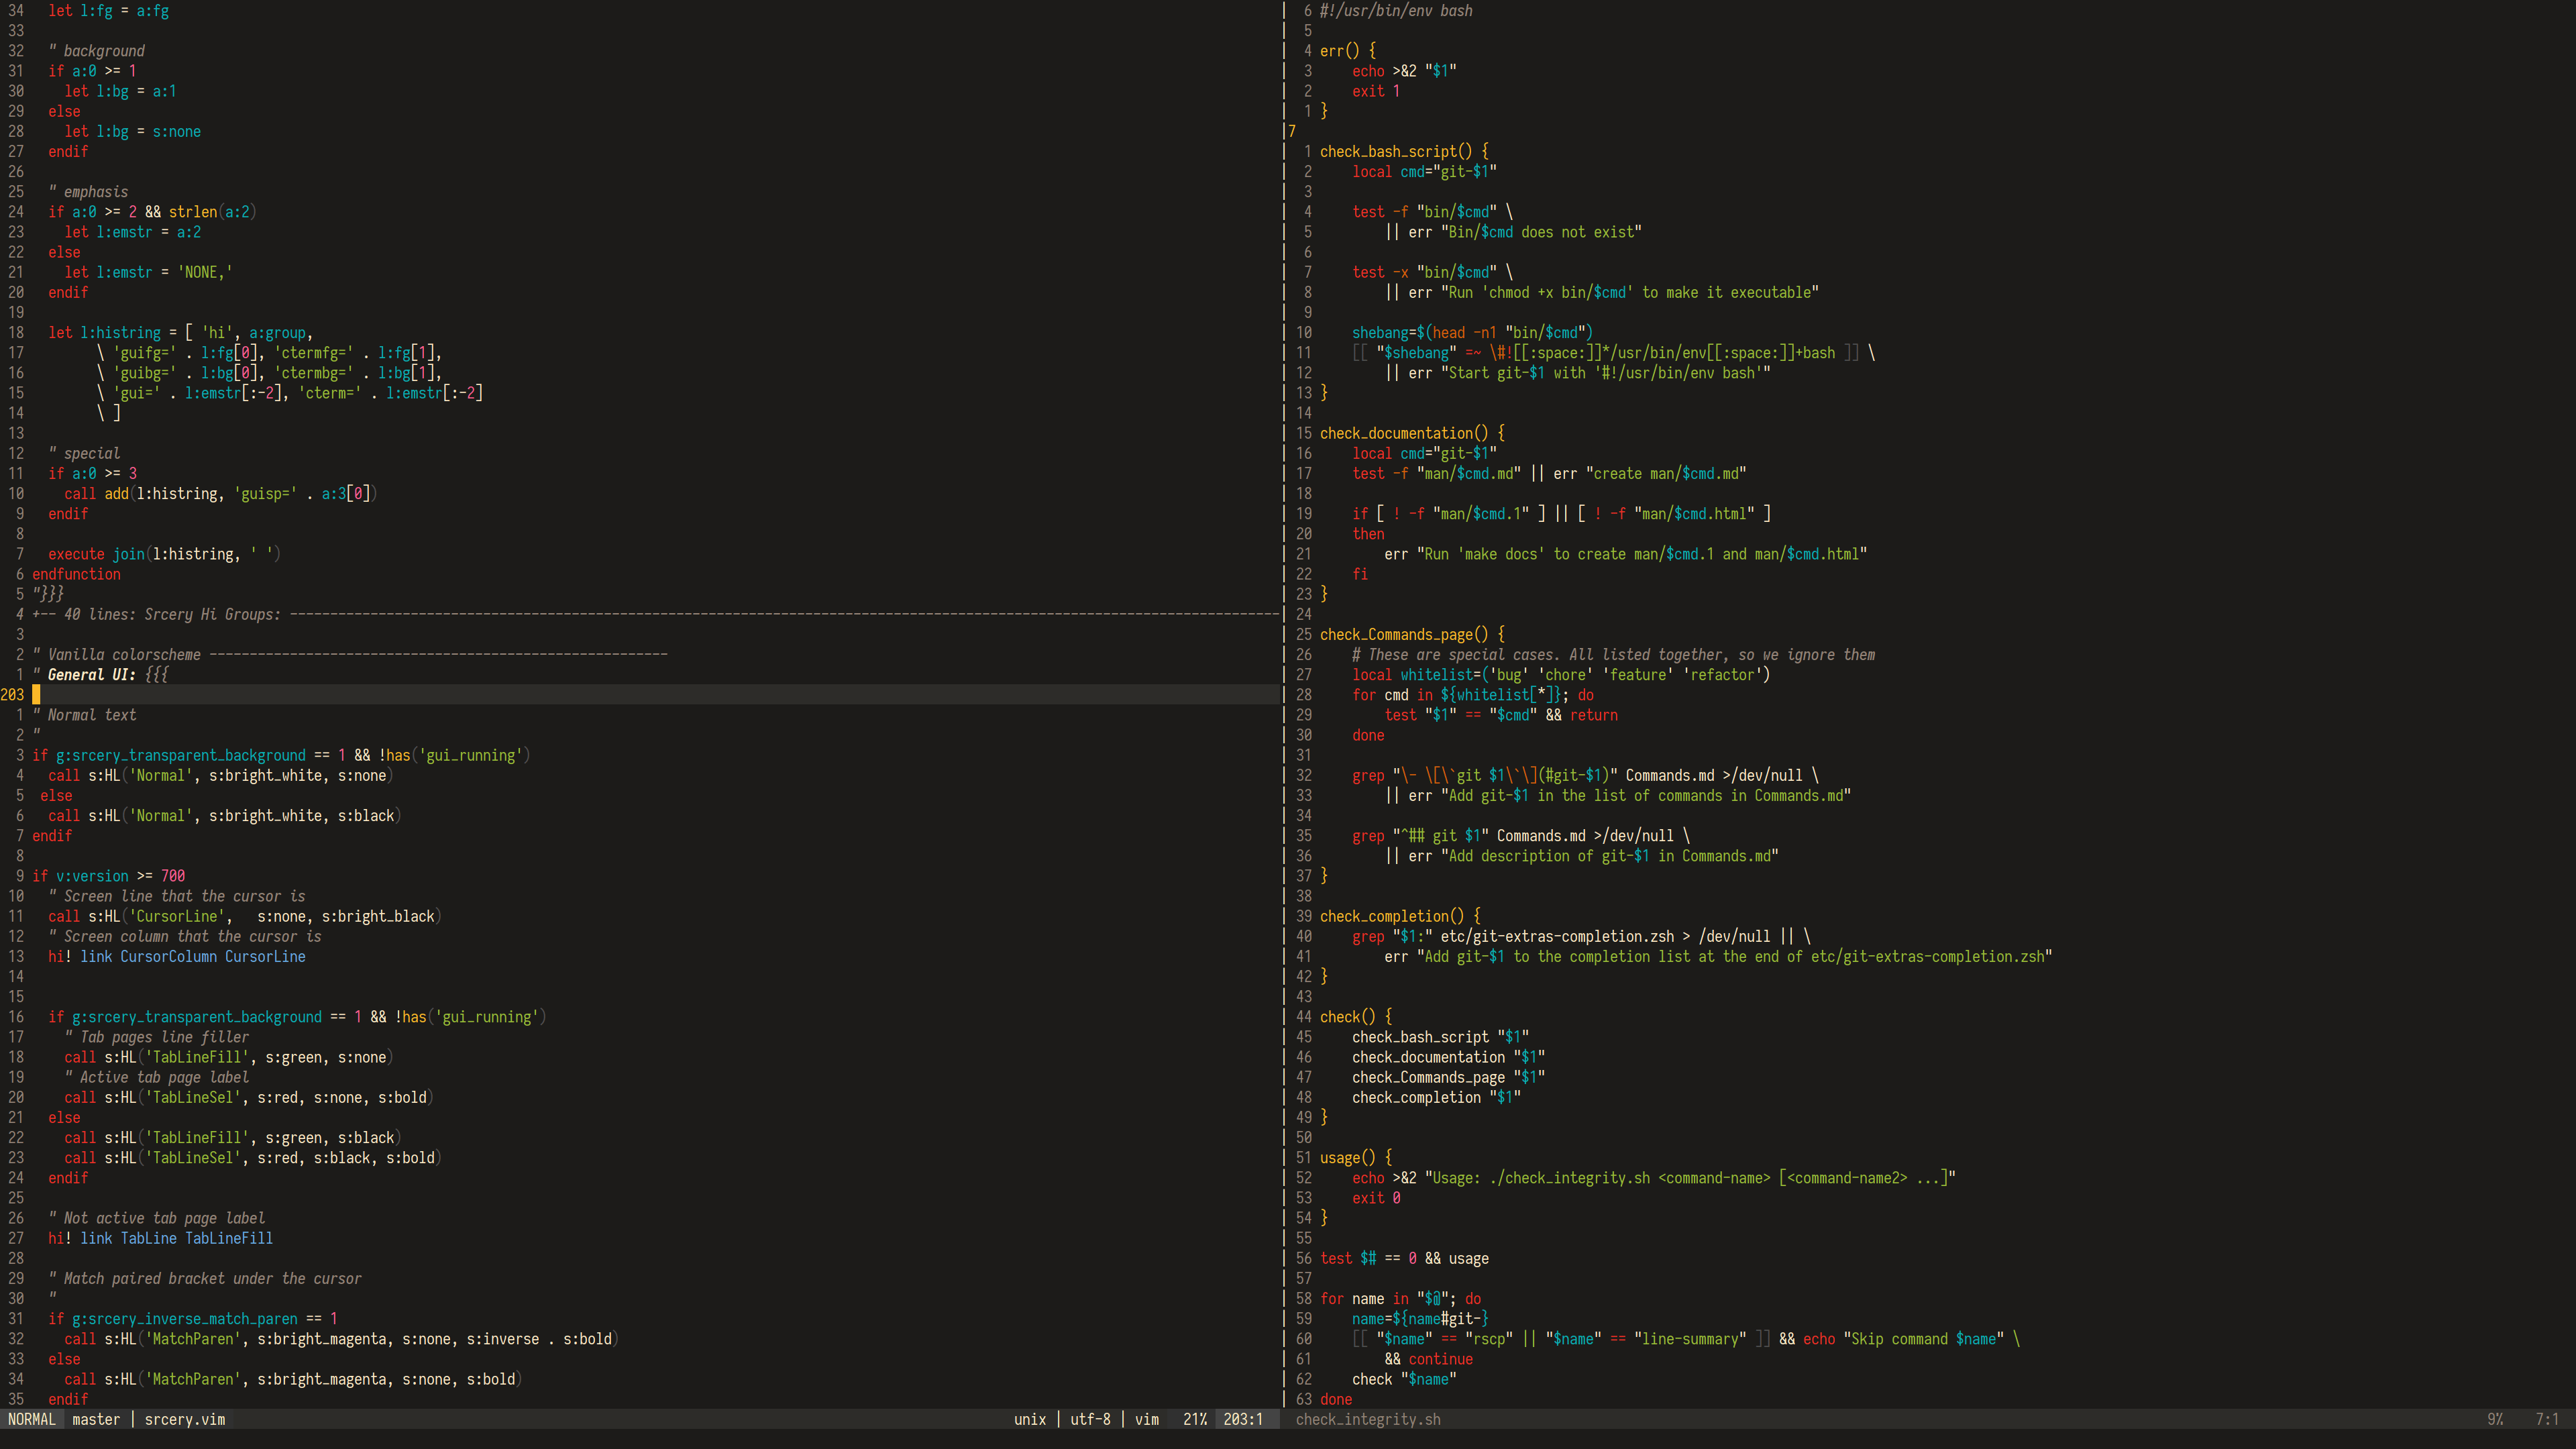 34   let l:fg = a:fg
33
32   " background
31   if a:0 >= 1
30     let l:bg = a:1
29   else
28     let l:bg = s:none
27   endif
26
25   " emphasis
24   if a:0 >= 2 && strlen(a:2)
23     let l:emstr = a:2
22   else
21     let l:emstr = 'NONE,'
20   endif
19
18   let l:histring = [ 'hi', a:group,
17         \ 'guifg=' . l:fg[0], 'ctermfg=' . l:fg[1],
16         \ 'guibg=' . l:bg[0], 'ctermbg=' . l:bg[1],
15         \ 'gui=' . l:emstr[:-2], 'cterm=' . l:emstr[:-2]
14         \ ]
13
12   " special
11   if a:0 >= 3
10     call add(l:histring, 'guisp=' . a:3[0])
9   endif
8
7   execute join(l:histring, ' ')
6 endfunction
5 "}}}
4 +-- 40 lines: Srcery Hi Groups: ---------------------------------------------------------------------------------------------------------------------------
3
2 " Vanilla colorscheme ---------------------------------------------------------
1 " General UI: {{{
203
1 " Normal text
2 "
3 if g:srcery_transparent_background == 1 && !has('gui_running')
4   call s:HL('Normal', s:bright_white, s:none)
5  else
6   call s:HL('Normal', s:bright_white, s:black)
7 endif
8
9 if v:version >= 700
10   " Screen line that the cursor is
11   call s:HL('CursorLine',   s:none, s:bright_black)
12   " Screen column that the cursor is
13   hi! link CursorColumn CursorLine
14
15
16   if g:srcery_transparent_background == 1 && !has('gui_running')
17     " Tab pages line filler
18     call s:HL('TabLineFill', s:green, s:none)
19     " Active tab page label
20     call s:HL('TabLineSel', s:red, s:none, s:bold)
21   else
22     call s:HL('TabLineFill', s:green, s:black)
23     call s:HL('TabLineSel', s:red, s:black, s:bold)
24   endif
25
26   " Not active tab page label
27   hi! link TabLine TabLineFill
28
29   " Match paired bracket under the cursor
30   "
31   if g:srcery_inverse_match_paren == 1
32     call s:HL('MatchParen', s:bright_magenta, s:none, s:inverse . s:bold)
33   else
34     call s:HL('MatchParen', s:bright_magenta, s:none, s:bold)
35   endif
NORMAL master | srcery.vim unix | utf-8 | vim 21% 203:1
6 #!/usr/bin/env bash
5
4 err() {
3     echo >&2 "$1"
2     exit 1
1 }
7
1 check_bash_script() {
2     local cmd="git-$1"
3
4     test -f "bin/$cmd" \
5         || err "Bin/$cmd does not exist"
6
7     test -x "bin/$cmd" \
8         || err "Run 'chmod +x bin/$cmd' to make it executable"
9
10     shebang=$(head -n1 "bin/$cmd")
11     [[ "$shebang" =~ \#![[:space:]]*/usr/bin/env[[:space:]]+bash ]] \
12         || err "Start git-$1 with '#!/usr/bin/env bash'"
13 }
14
15 check_documentation() {
16     local cmd="git-$1"
17     test -f "man/$cmd.md" || err "create man/$cmd.md"
18
19     if [ ! -f "man/$cmd.1" ] || [ ! -f "man/$cmd.html" ]
20     then
21         err "Run 'make docs' to create man/$cmd.1 and man/$cmd.html"
22     fi
23 }
24
25 check_Commands_page() {
26     # These are special cases. All listed together, so we ignore them
27     local whitelist=('bug' 'chore' 'feature' 'refactor')
28     for cmd in ${whitelist[*]}; do
29         test "$1" == "$cmd" && return
30     done
31
32     grep "\- \[\`git $1\`\](#git-$1)" Commands.md >/dev/null \
33         || err "Add git-$1 in the list of commands in Commands.md"
34
35     grep "^## git $1" Commands.md >/dev/null \
36         || err "Add description of git-$1 in Commands.md"
37 }
38
39 check_completion() {
40     grep "$1:" etc/git-extras-completion.zsh > /dev/null || \
41         err "Add git-$1 to the completion list at the end of etc/git-extras-completion.zsh"
42 }
43
44 check() {
45     check_bash_script "$1"
46     check_documentation "$1"
47     check_Commands_page "$1"
48     check_completion "$1"
49 }
50
51 usage() {
52     echo >&2 "Usage: ./check_integrity.sh <command-name> [<command-name2> ...]"
53     exit 0
54 }
55
56 test $# == 0 && usage
57
58 for name in "$@"; do
59     name=${name#git-}
60     [[ "$name" == "rscp" || "$name" == "line-summary" ]] && echo "Skip command $name" \
61         && continue
62     check "$name"
63 done
check_integrity.sh 9% 7:1